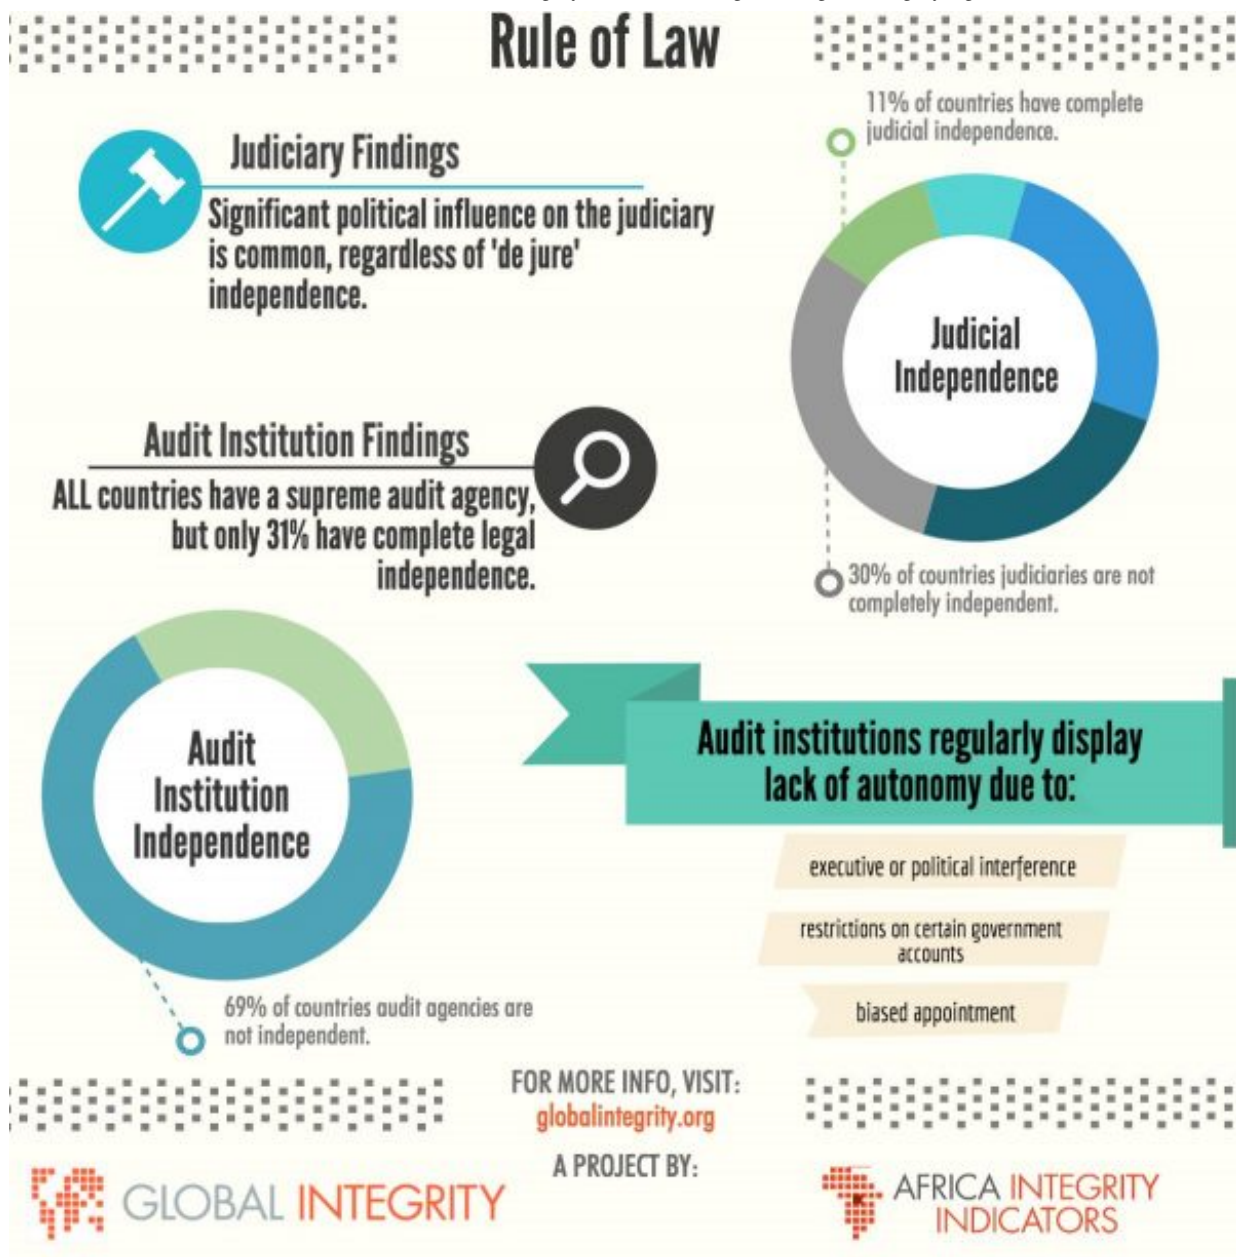 Rule of Law
Judiciary Findings
Significant political influence on the judiciary
is common, regardless of 'de jure'
independence.
11% of countries have complete
judicial independence.
Judicial
Independence
30% of countries judiciaries are not
completely independent.
Audit Institution Findings
ALL countries have a supreme audit agency,
but only 31% have complete legal
independence.
Audit
Institution
Independence
69% of countries audit agencies are
not independent.
Audit institutions regularly display
lack of autonomy due to:
executive or political interference
restrictions on certain government
accounts
biased appointment
FOR MORE INFO, VISIT:
globalintegrity.org
A PROJECT BY:
GLOBAL INTEGRITY
AFRICA INTEGRITY
INDICATORS